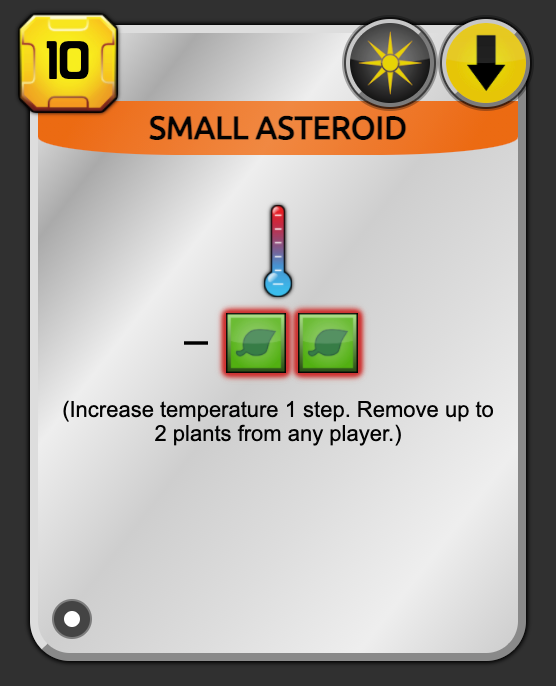 10
SMALL ASTEROID
(Increase temperature 1 step. Remove up to
2 plants from any player.)